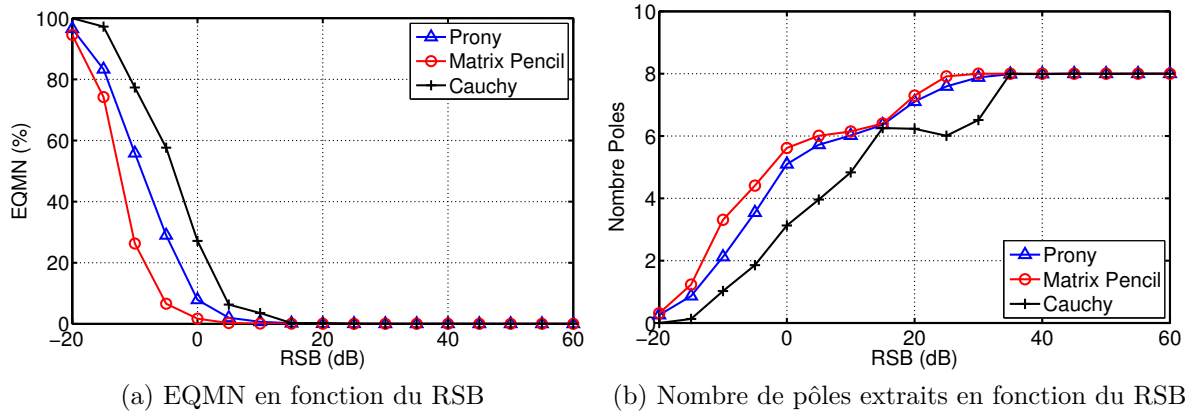 100
80
60
40
20
0
−20
0
20
40
60
EQMN (%)
RSB (dB)
Prony
Matrix Pencil
Cauchy
(a) EQMN en fonction du RSB
10
8
6
4
2
0
−20
0
20
40
60
Nombre Poles
RSB (dB)
Prony
Matrix Pencil
Cauchy
(b) Nombre de pôles extraits en fonction du RSB